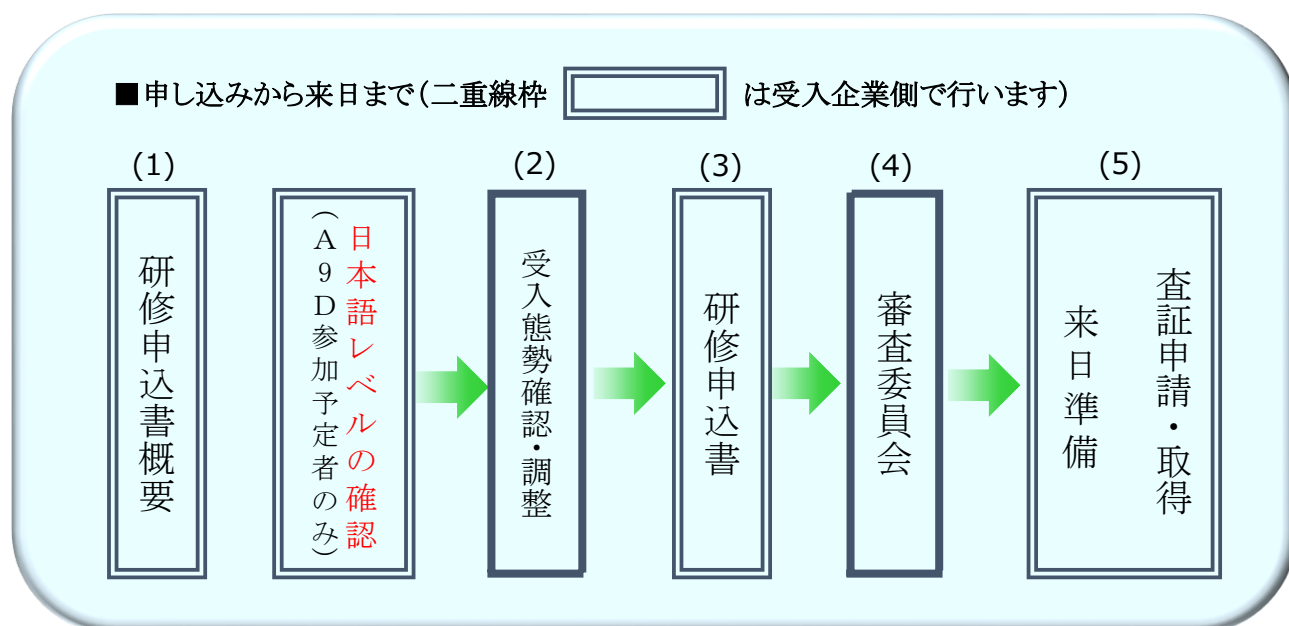 ■申し込みから来日まで(二重線枠 は受入企業側で行います)
(1)
研修申込書概要
日本語レベルの確認
(A9D参加予定者のみ)
(2)
受入態勢確認・調整
(3)
研修申込書
(4)
審査委員会
(5)
査証申請・取得
来日準備